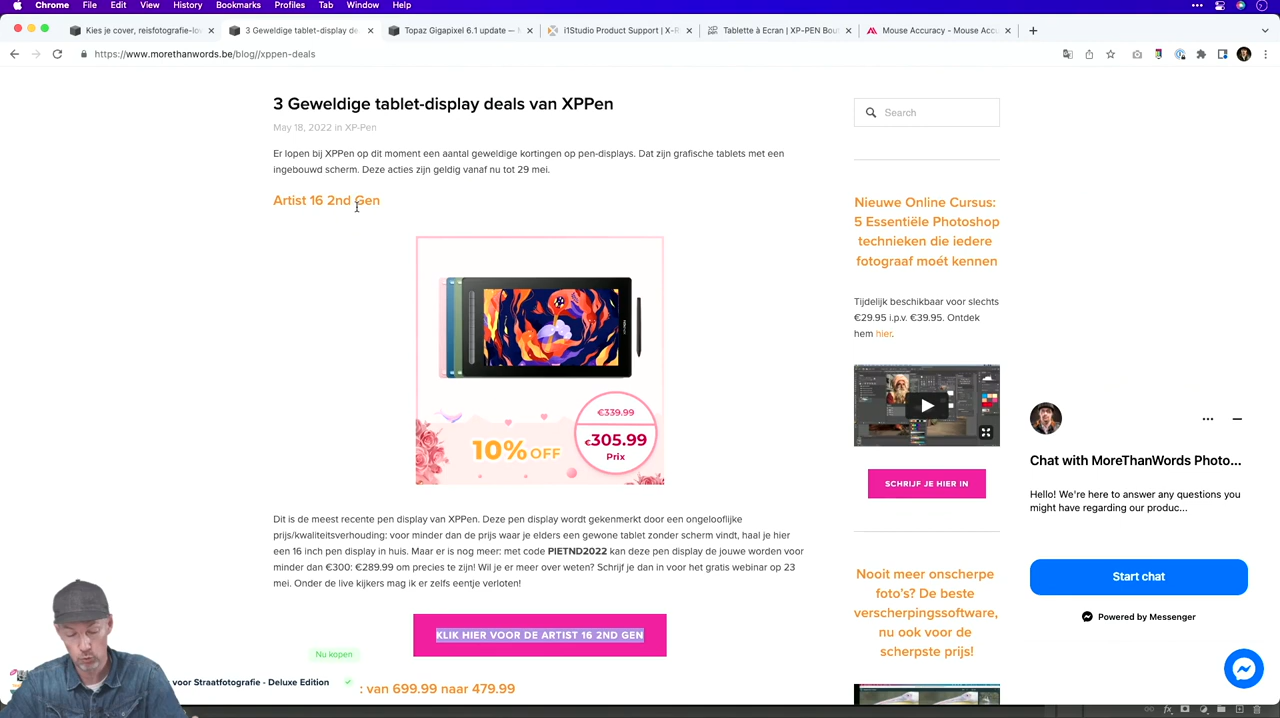 Chrome File Edit View History Bookmarks Profiles Tab Window Help
Kies je cover, reisfotografie-lov
3 Geweldige tablet-display de
Topaz Gigapixel 6.1 update — M
i1Studio Product Support | X-R
Tablette à Ecran | XP-PEN Bou
Mouse Accuracy - Mouse Accu
https://www.morethanwords.be/blog//xppen-deals
3 Geweldige tablet-display deals van XPPen
May 18, 2022 in XP-Pen
Er lopen bij XPPen op dit moment een aantal geweldige kortingen op pen-displays. Dat zijn grafische tablets met een
ingebouwd scherm. Deze acties zijn geldig vanaf nu tot 29 mei.
Artist 16 2nd Gen
€339.99
€305.99
Prix
10% OFF
Dit is de meest recente pen display van XPPen. Deze pen display wordt gekenmerkt door een ongelooflijke
prijs/kwaliteitsverhouding: voor minder dan de prijs waar je elders een gewone tablet zonder scherm vindt, haal je hier
een 16 inch pen display in huis. Maar er is nog meer: met code PIETND2022 kan deze pen display de jouwe worden voor
minder dan €300: €289.99 om precies te zijn! Wil je er meer over weten? Schrijf je dan in voor het gratis webinar op 23
mei. Onder de live kijkers mag ik er zelfs eentje verloten!
KLIK HIER VOOR DE ARTIST 16 2ND GEN
Nu kopen
voor Straatfotografie - Deluxe Edition
: van 699.99 naar 479.99
Search
Nieuwe Online Cursus:
5 Essentiële Photoshop
technieken die iedere
fotograaf moét kennen
Tijdelijk beschikbaar voor slechts
€29.95 i.p.v. €39.95. Ontdek
hem hier.
SCHRIJF JE HIER IN
Nooit meer onscherpe
foto's? De beste
verscherpingssoftware,
nu ook voor de
scherpste prijs!
Chat with MoreThanWords Photo...
Hello! We're here to answer any questions you
might have regarding our produc...
Start chat
Powered by Messenger